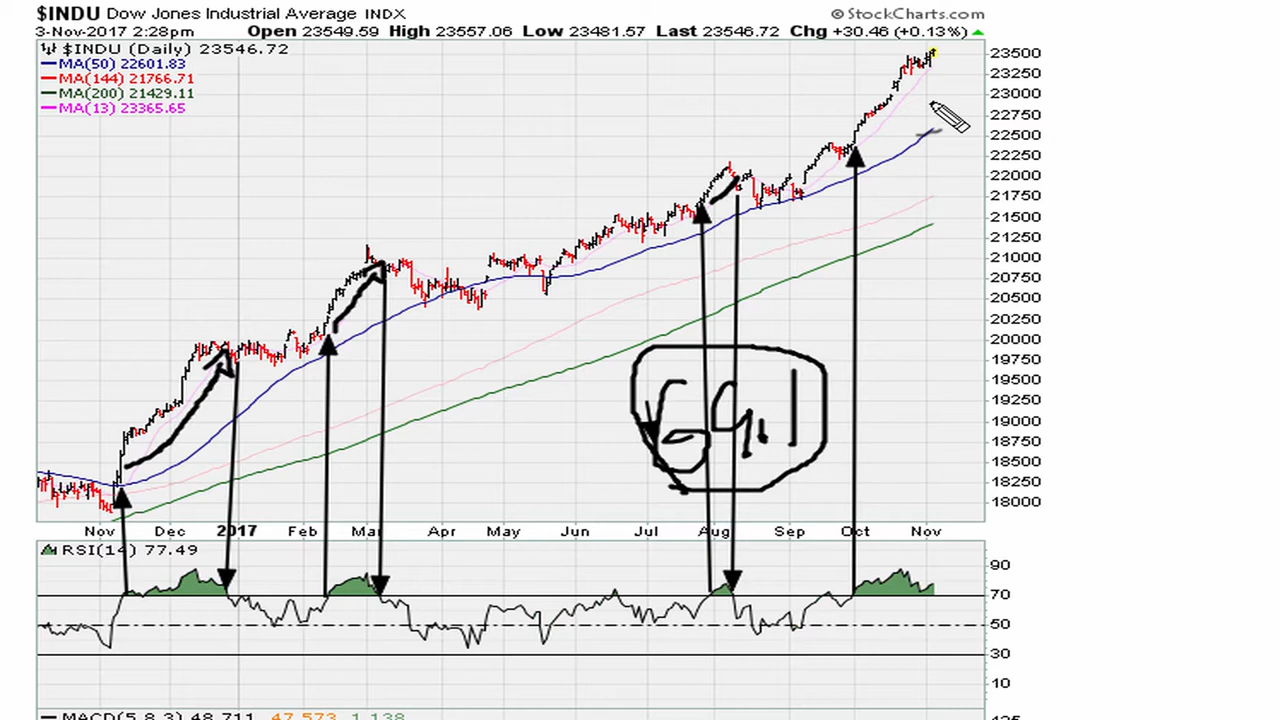 $INDU Dow Jones Industrial Average INDX
© StockCharts.com
3-Nov-2017 2:28pm Open 23549.59 High 23557.06 Low 23481.57 Last 23546.72 Chg +30.46 (+0.13%)
$INDU (Daily) 23546.72
MA(50) 22601.83
MA(144) 21766.71
MA(200) 21429.11
MA(13) 23365.65
23500
23250
23000
22750
22500
22250
22000
21750
21500
21250
21000
20750
20500
20250
20000
19750
19500
19250
19000
18750
18500
18250
18000
69.1
Nov Dec 2017 Feb Mar Apr May Jun Jul Aug Sep Oct Nov
RSI(14) 77.49
90
70
50
30
10
MACD(5,8,3) 48.711 47.573 1.138
125